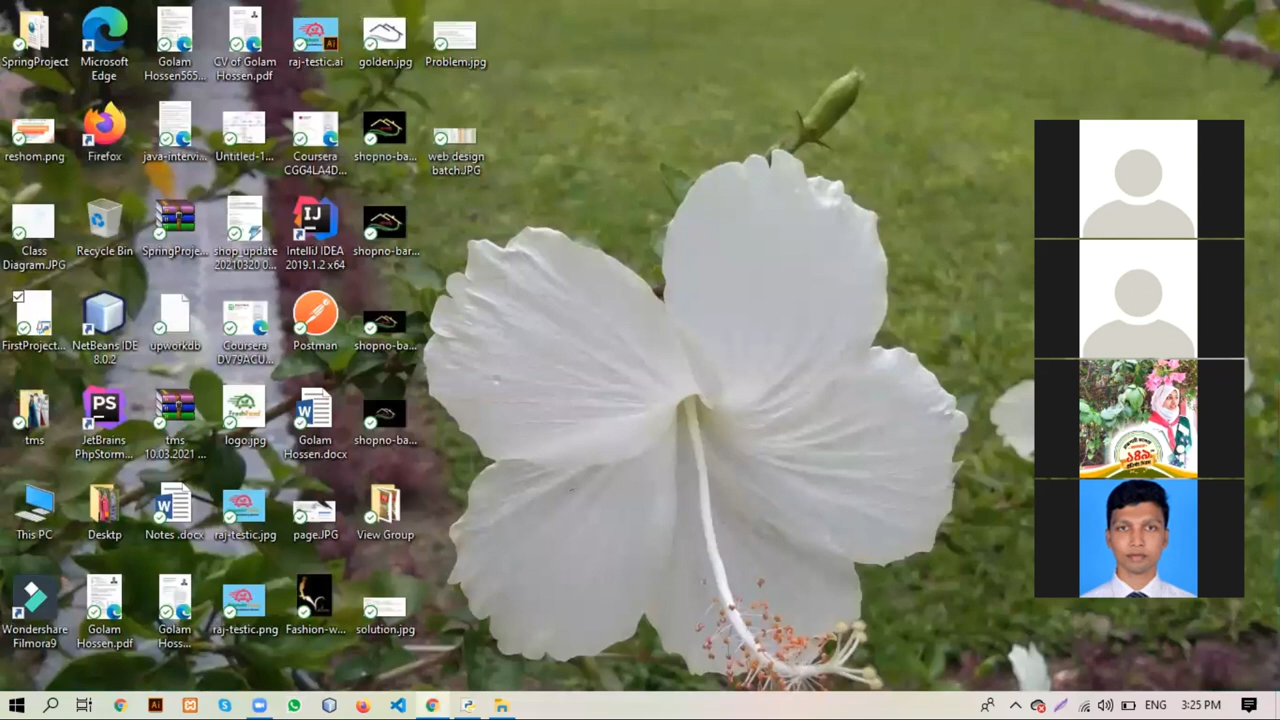 SpringProject
Microsoft
Edge
Golam
Hossen565...
CV of Golam
Hossen.pdf
raj-testic.ai
golden.jpg
Problem.jpg
reshom.png
Firefox
java-intervi...
Untitled-1...
Coursera
CGG4LA4D...
shopno-ba...
web design
batch.JPG
Class
Diagram.JPG
Recycle Bin
SpringProje...
shop_update
20210320 0...
IntelliJ IDEA
2019.1.2 x64
shopno-bar...
FirstProject...
NetBeans IDE
8.0.2
upworkdb
Coursera
DV79ACU...
Postman
shopno-ba...
tms
JetBrains
PhpStorm...
tms
10.03.2021 ...
logo.jpg
Golam
Hossen.docx
shopno-ba...
This PC
Desktp
Notes .docx
raj-testic.jpg
page.JPG
View Group
Wondershare
Filmora9
Golam
Hossen.pdf
Golam
Hoss...
raj-testic.png
Fashion-w...
solution.jpg
IJ
PS
W
Ai
১৪৯
ENG
3:25 PM